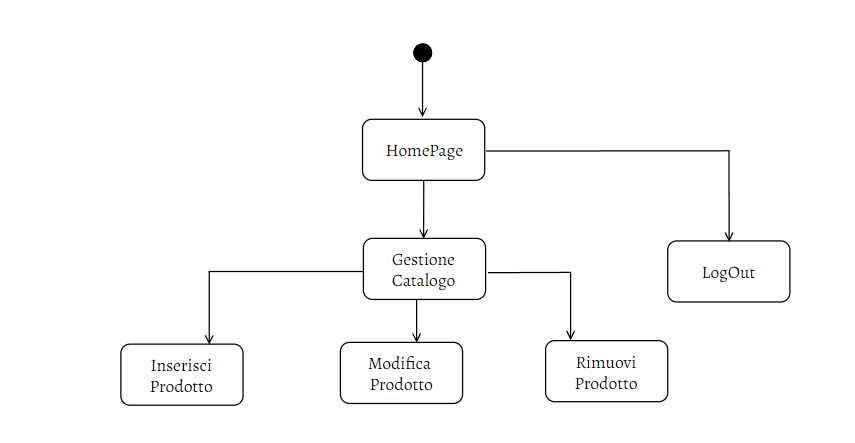 HomePage
Gestione
Catalogo
LogOut
Inserisci
Prodotto
Modifica
Prodotto
Rimuovi
Prodotto